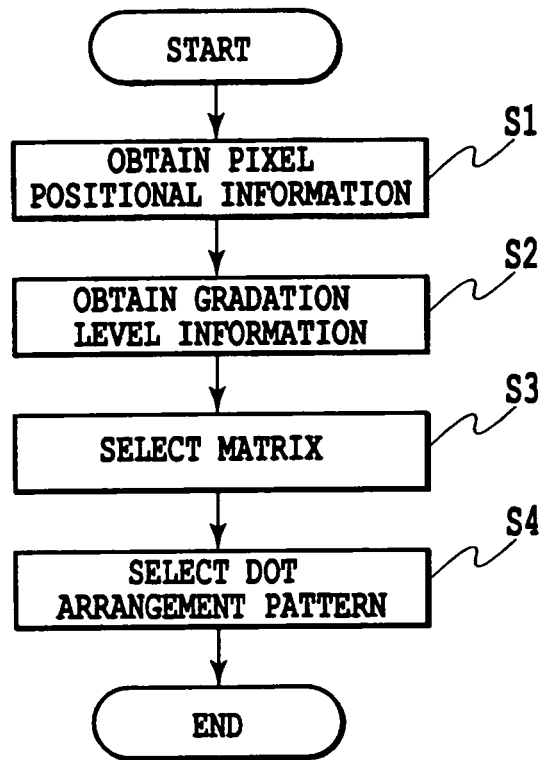 START
S1
OBTAIN PIXEL
POSITIONAL INFORMATION
S2
OBTAIN GRADATION
LEVEL INFORMATION
S3
SELECT MATRIX
S4
SELECT DOT
ARRANGEMENT PATTERN
END